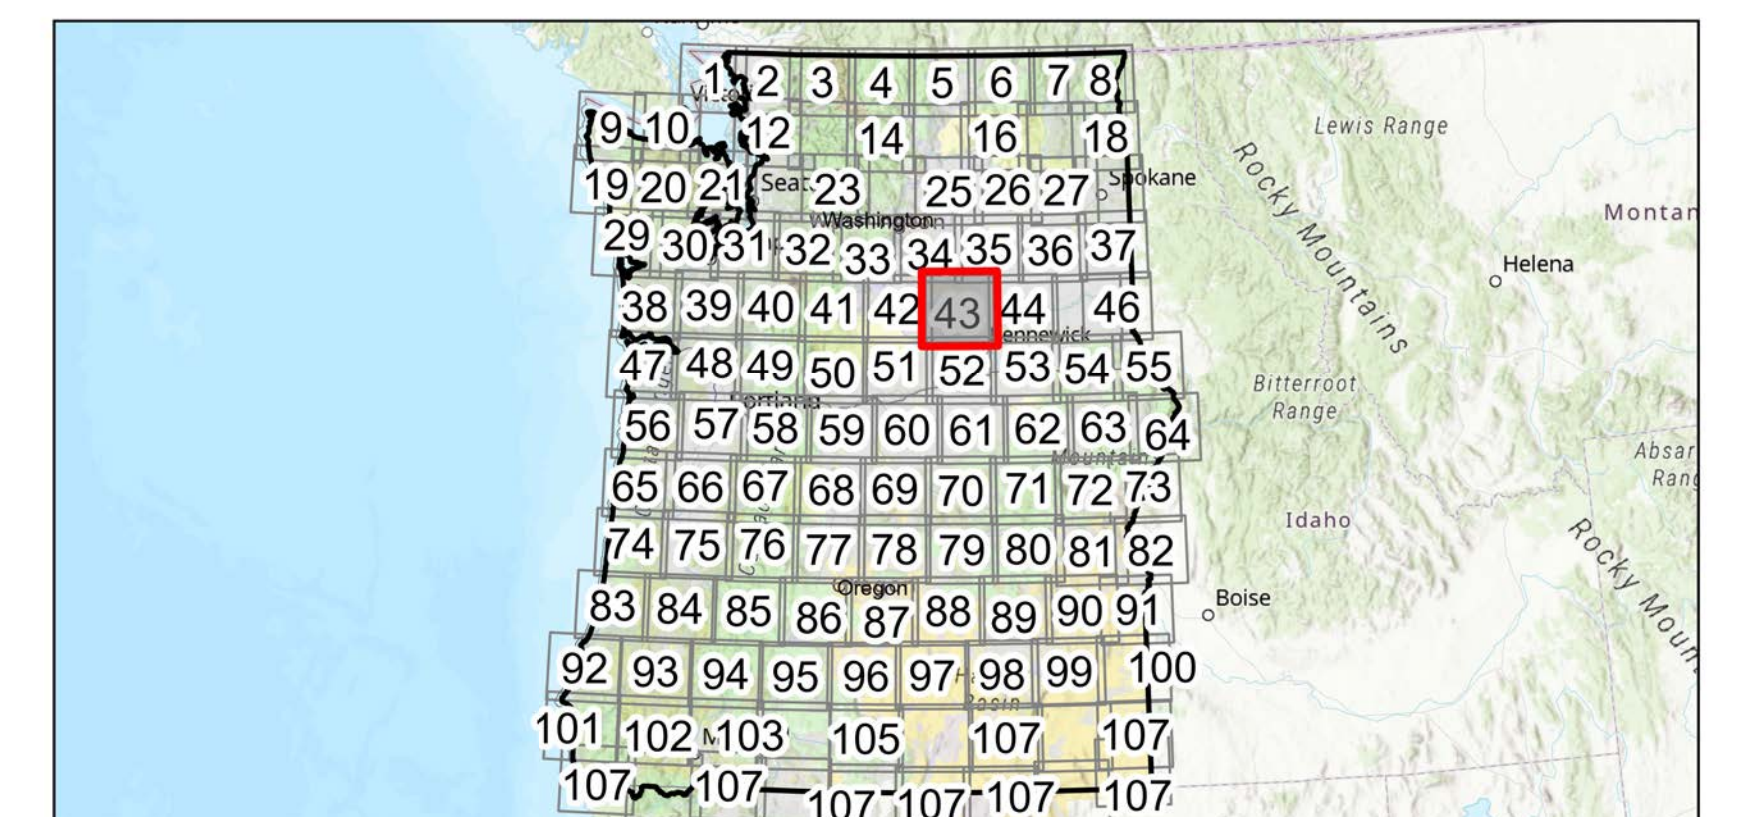 1 2 3 4 5 6 7 8
9 10 12 14 16 18
Lewis Range
19 20 21 23 25 26 27
Spokane
Washington
Rocky Mountains
29 30 31 32 33 34 35 36 37
Helena
38 39 40 41 42 43 44 46
47 48 49 50 51 52 53 54 55
Bitterroot
Range
56 57 58 59 60 61 62 63 64
Mountain
65 66 67 68 69 70 71 72 73
Idaho
74 75 76 77 78 79 80 81 82
Oregon
Boise
83 84 85 86 87 88 89 90 91
92 93 94 95 96 97 98 99 100
Basin
101 102 103 105 107 107
107 107 107 107 107 107